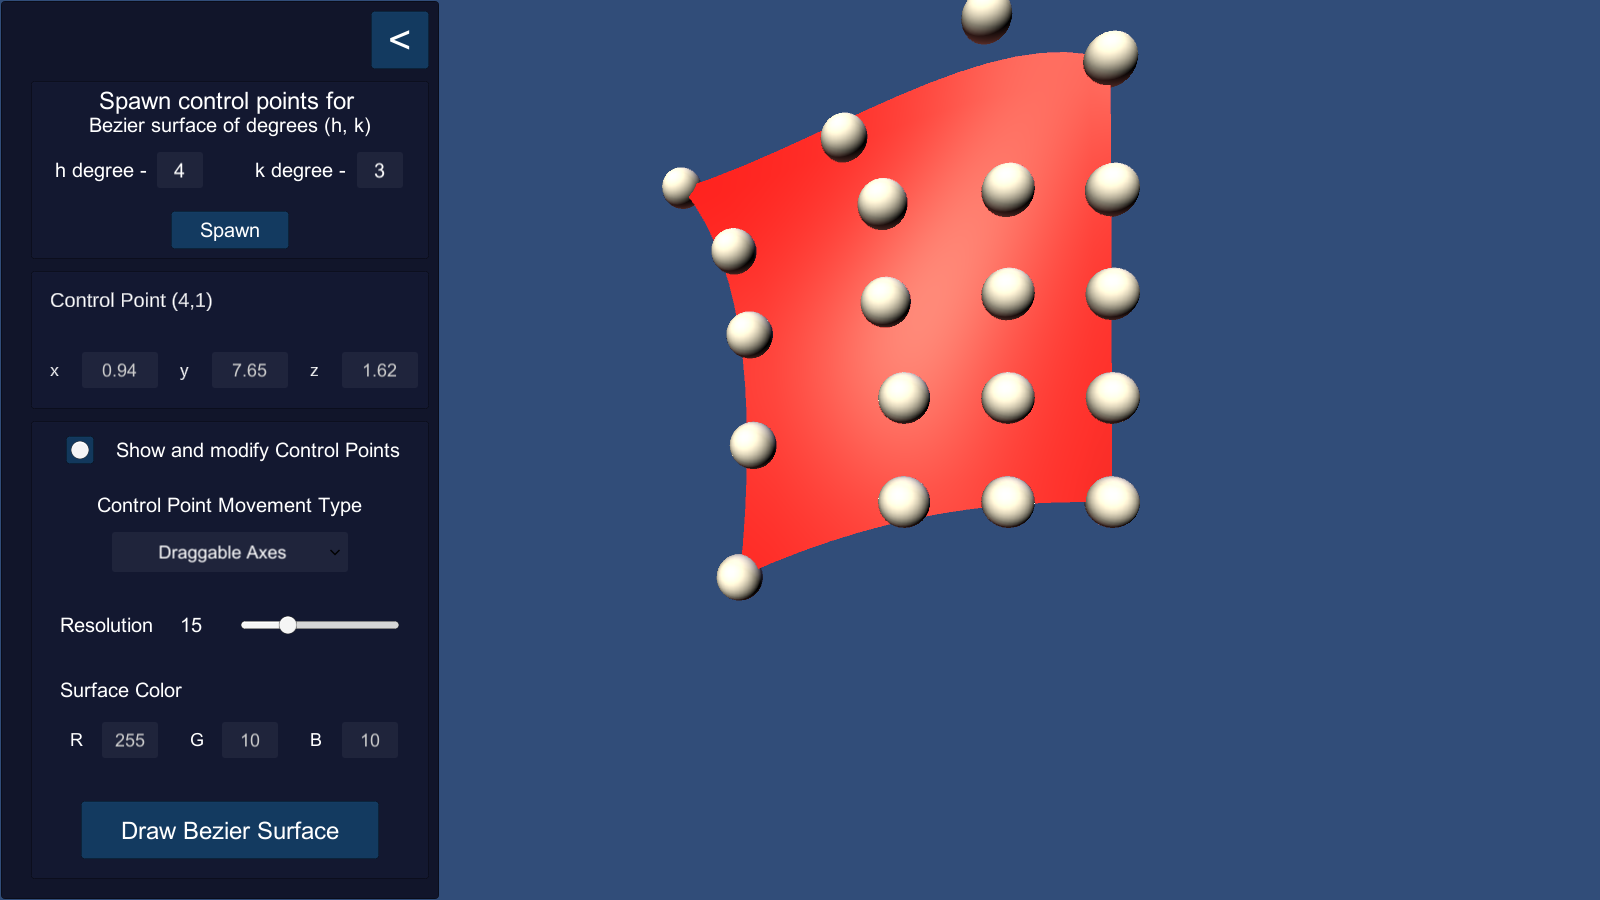 <
Spawn control points for
Bezier surface of degrees (h, k)
h degree - 4 k degree - 3
Spawn
Control Point (4,1)
x 0.94 y 7.65 z 1.62
Show and modify Control Points
Control Point Movement Type
Draggable Axes
Resolution 15
Surface Color
R 255 G 10 B 10
Draw Bezier Surface